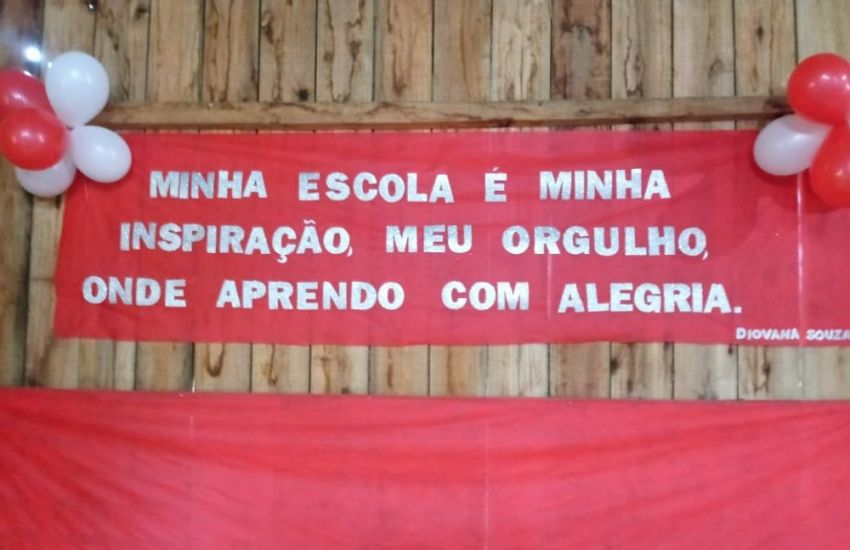 MINHA ESCOLA É MINHA
INSPIRAÇÃO, MEU ORGULHO,
ONDE APRENDO COM ALEGRIA.
DIOVANA SOUZA